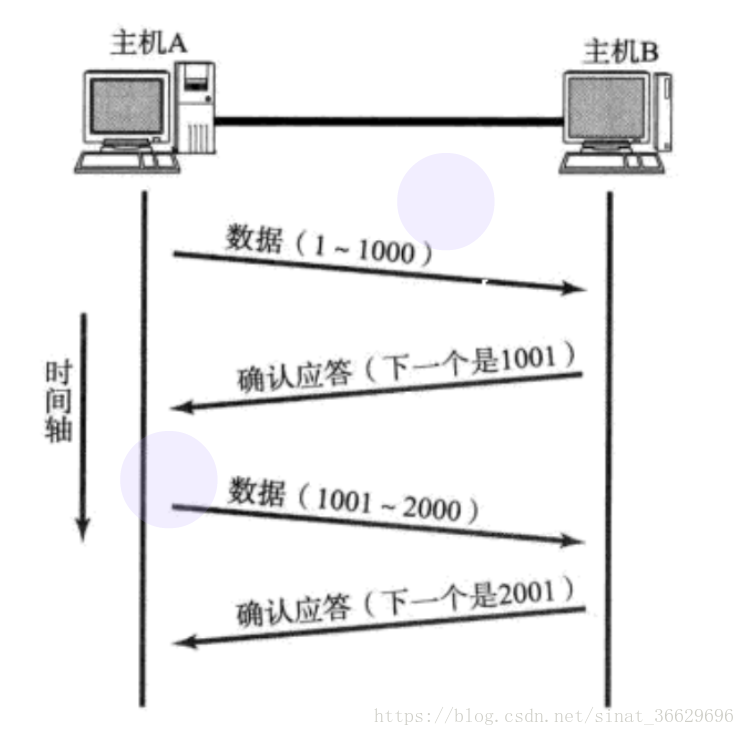 主机A
主机B
数据（1～1000）
确认应答（下一个是1001）
时间轴
数据（1001～2000）
确认应答（下一个是2001）
https://blog.csdn.net/sinat_36629696